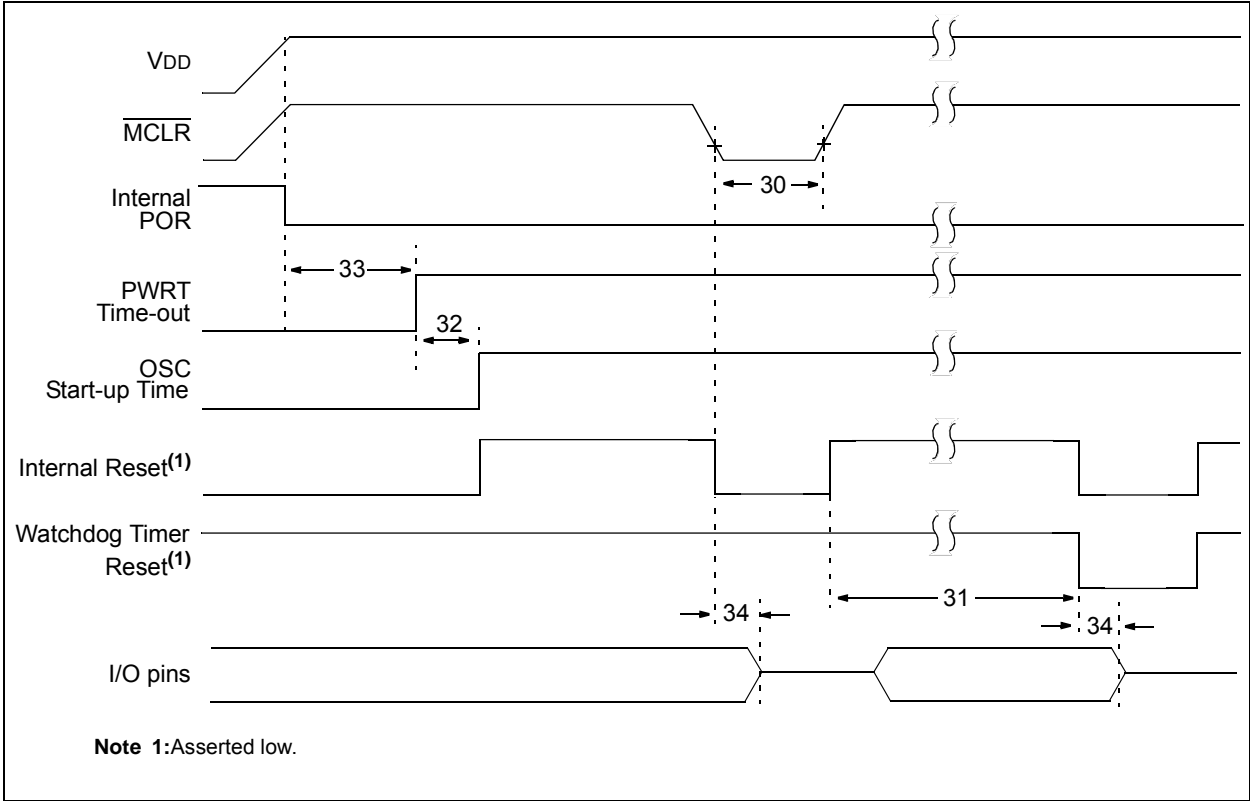 VDD
MCLR
30
Internal
POR
33
PWRT
Time-out
32
OSC
Start-up Time
Internal Reset(1)
Watchdog Timer
Reset(1)
31
34
34
I/O pins
Note 1:Asserted low.